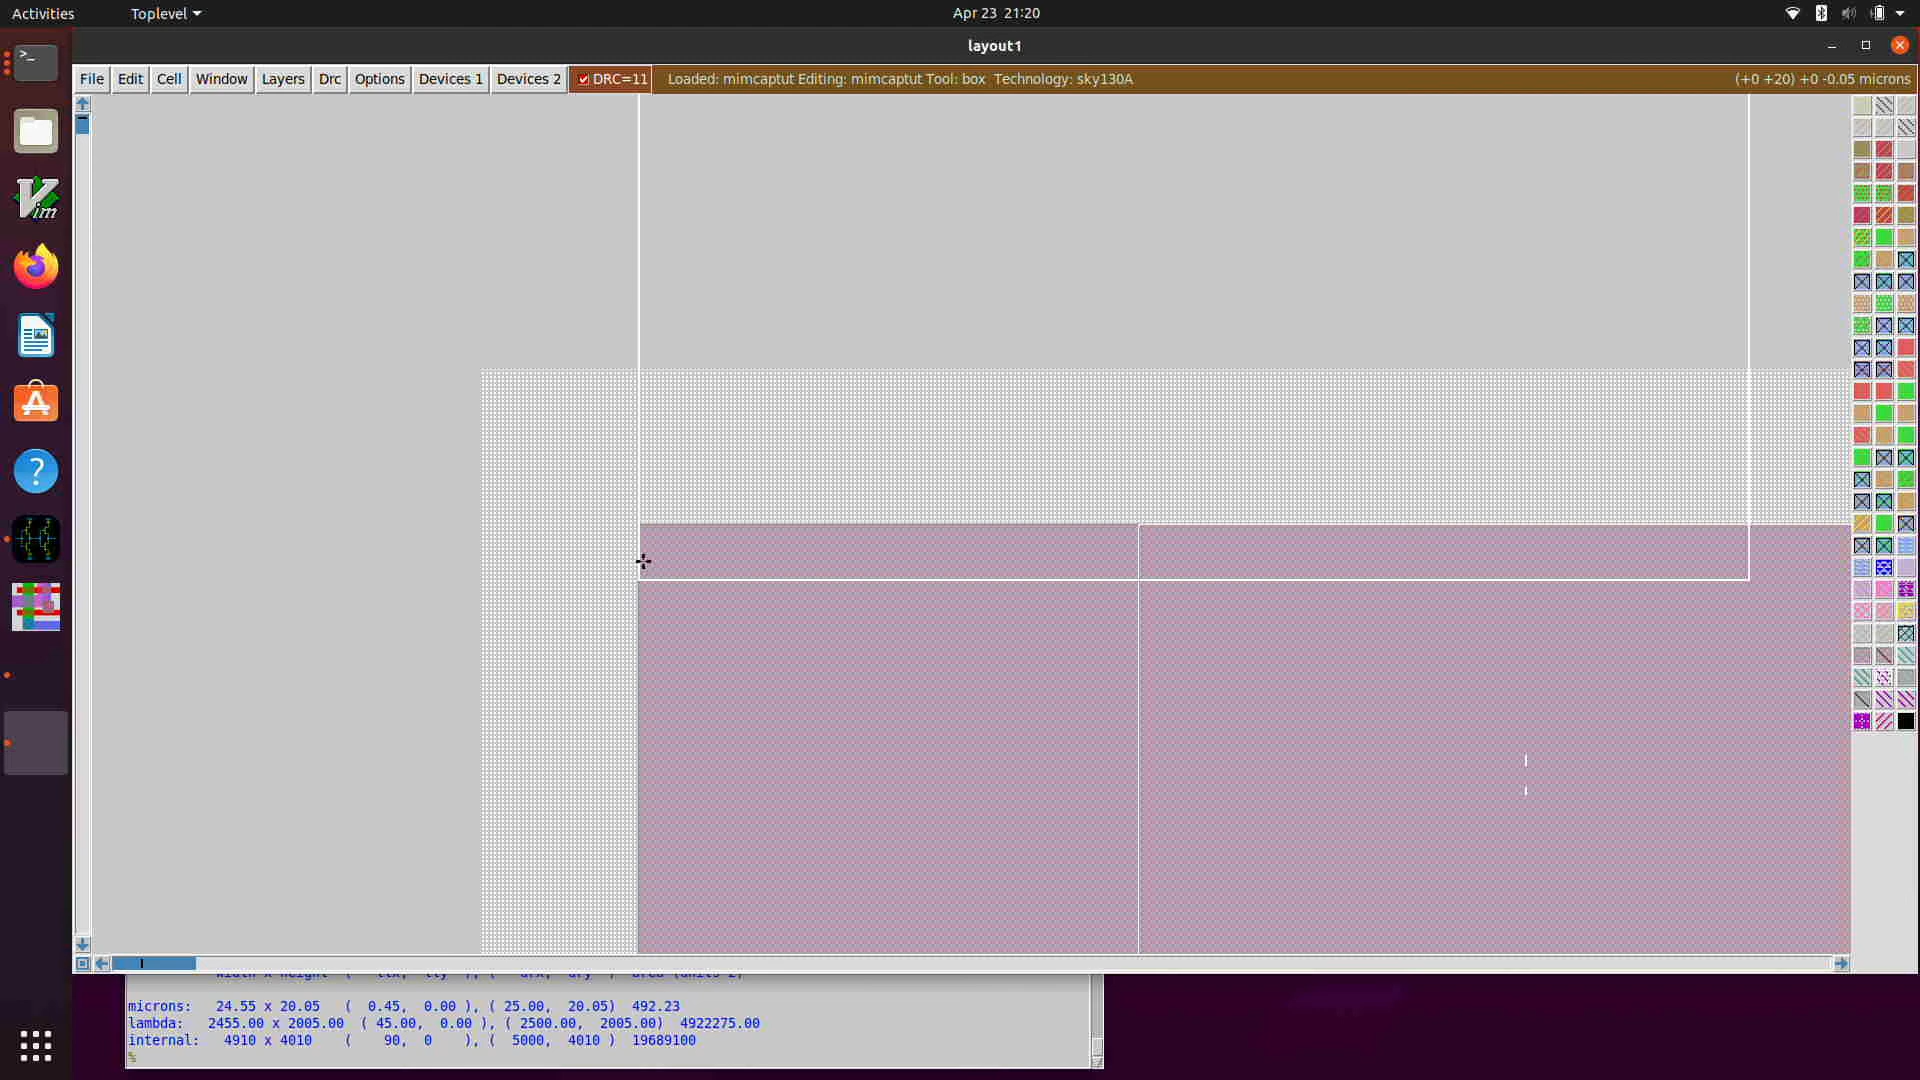 Activities Toplevel Apr 23 21:20
layout1
File Edit Cell Window Layers Drc Options Devices 1 Devices 2 DRC=11 Loaded: mimcaptut Editing: mimcaptut Tool: box Technology: sky130A (+0 +20) +0 -0.05 microns
>_
Vim
A
?
microns: 24.55 x 20.05 ( 0.45, 0.00 ), ( 25.00, 20.05) 492.23
lambda: 2455.00 x 2005.00 ( 45.00, 0.00 ), ( 2500.00, 2005.00) 4922275.00
internal: 4910 x 4010 ( 90, 0 ), ( 5000, 4010 ) 19689100
%